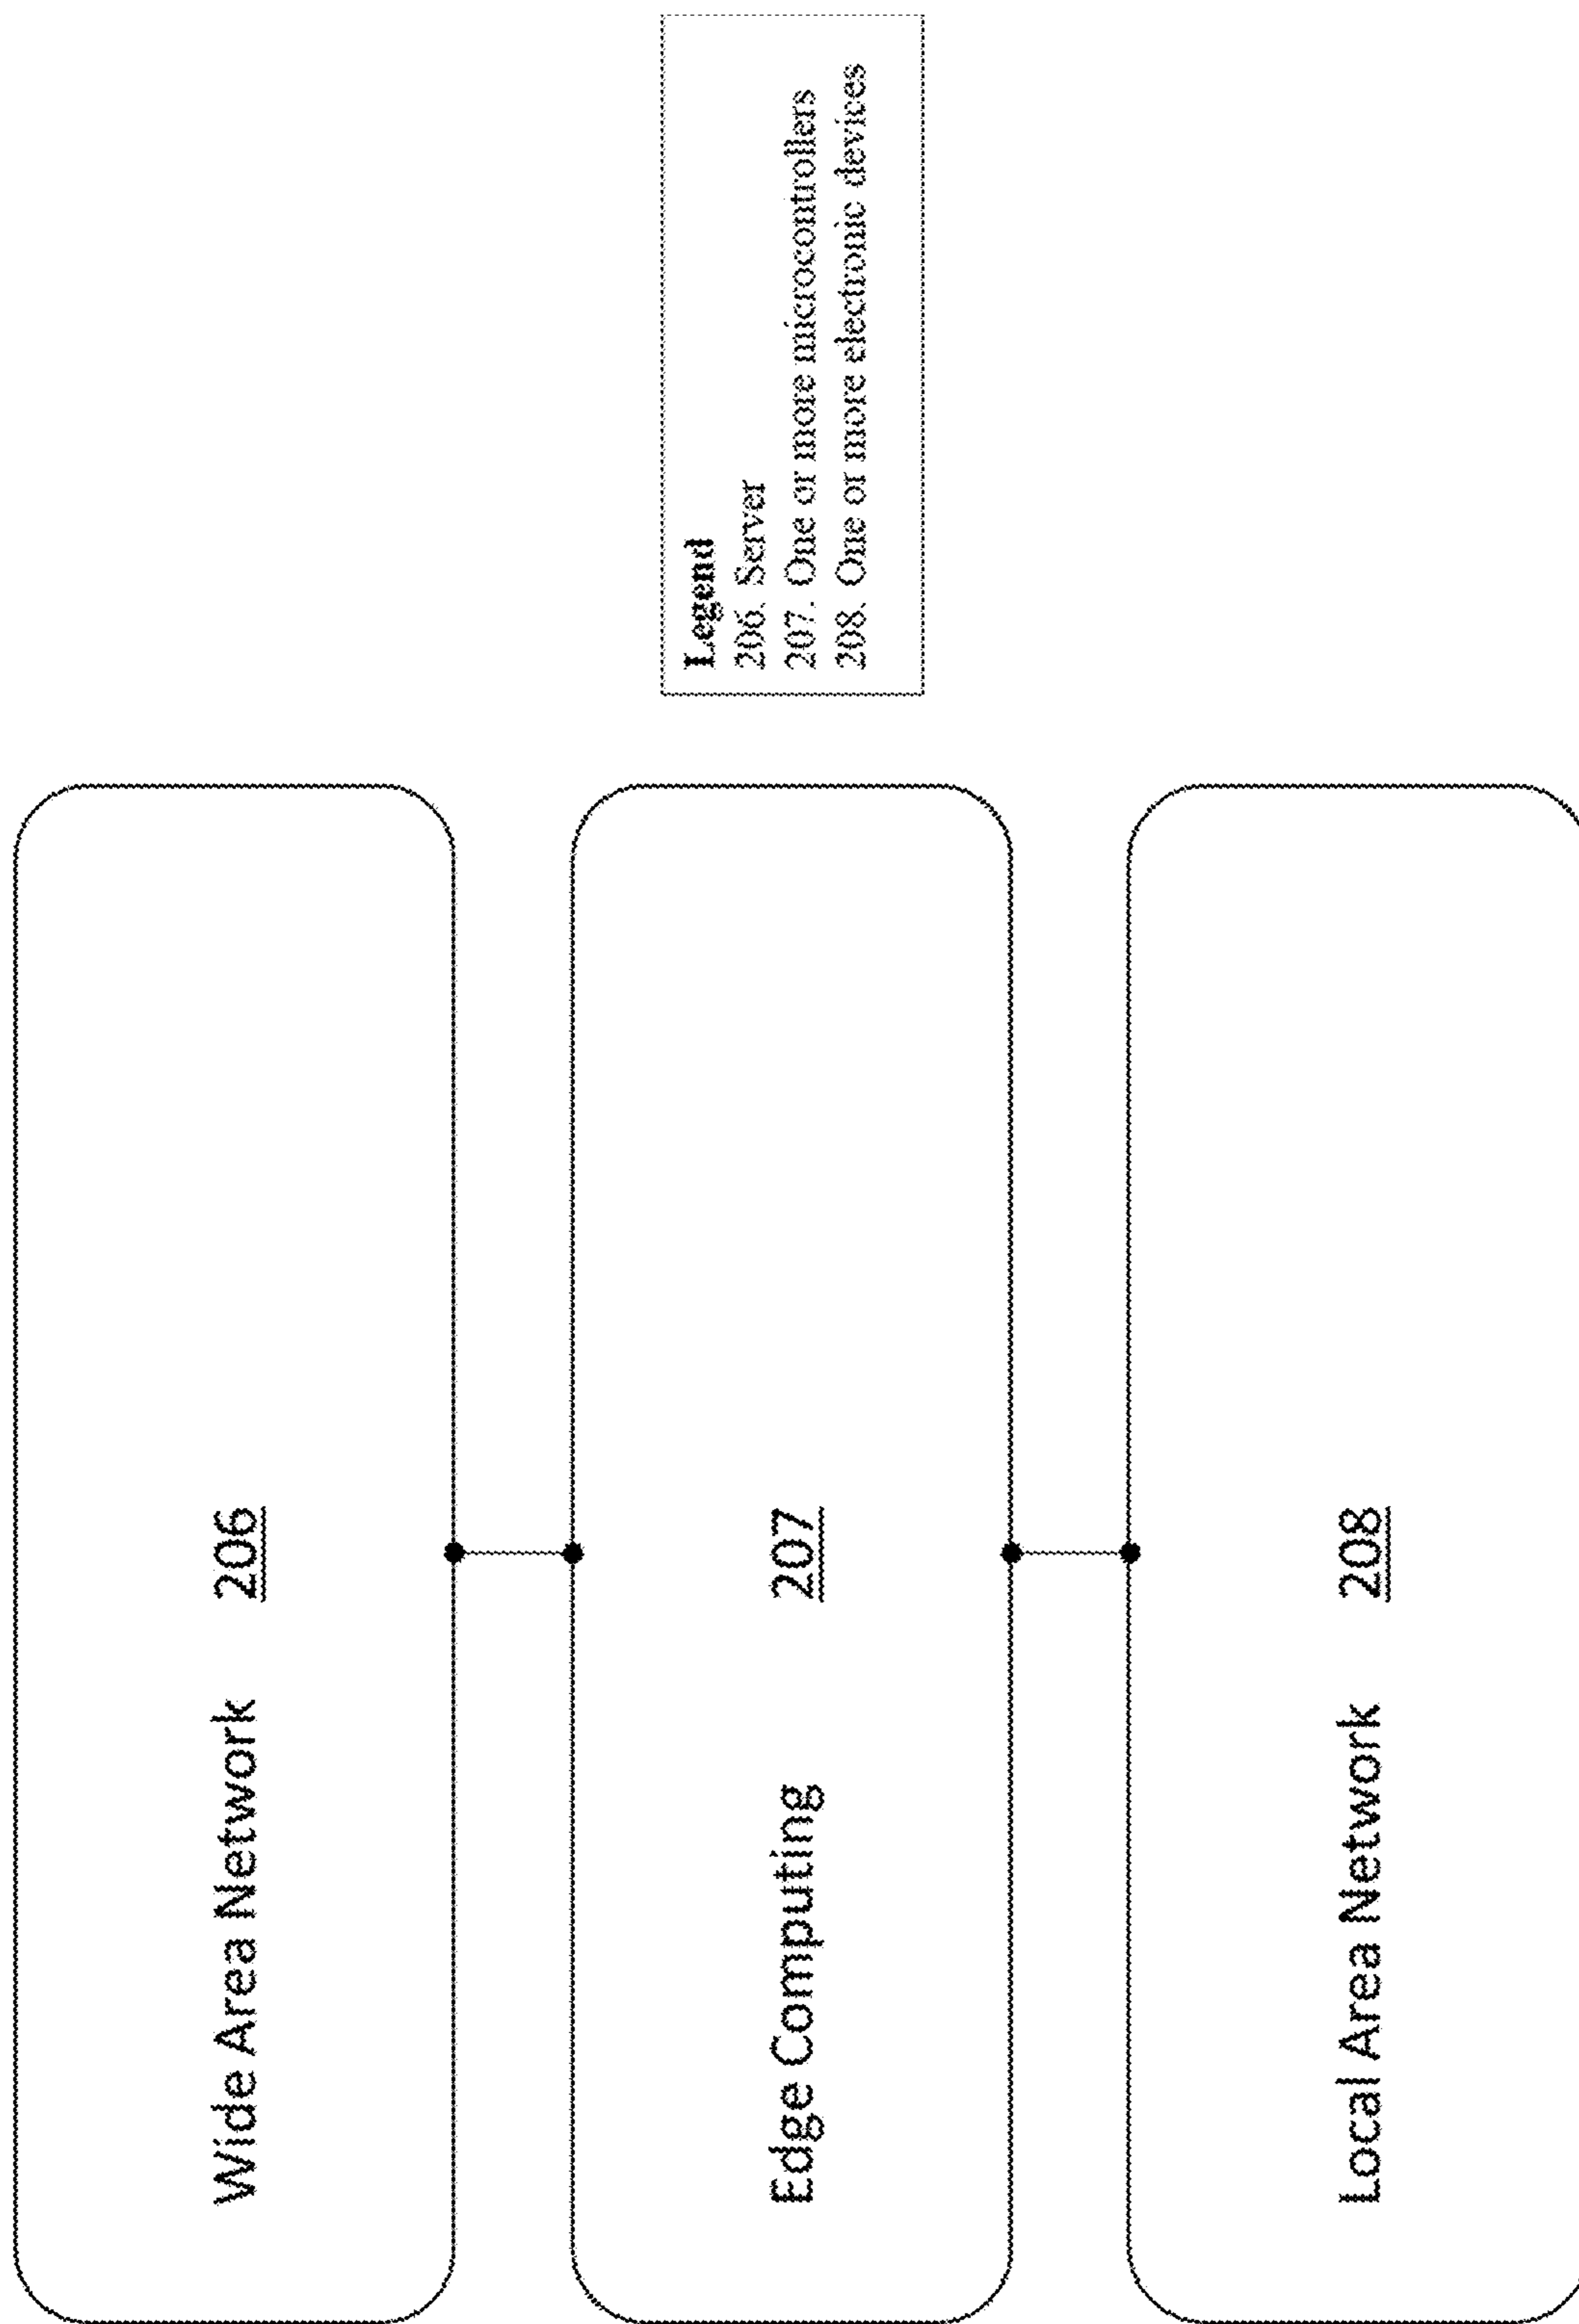 Wide Area Network 206
Edge Computing 207
Local Area Network 208
Legend
206. Server
207. One or more microcontrollers
208. One or more electronic devices